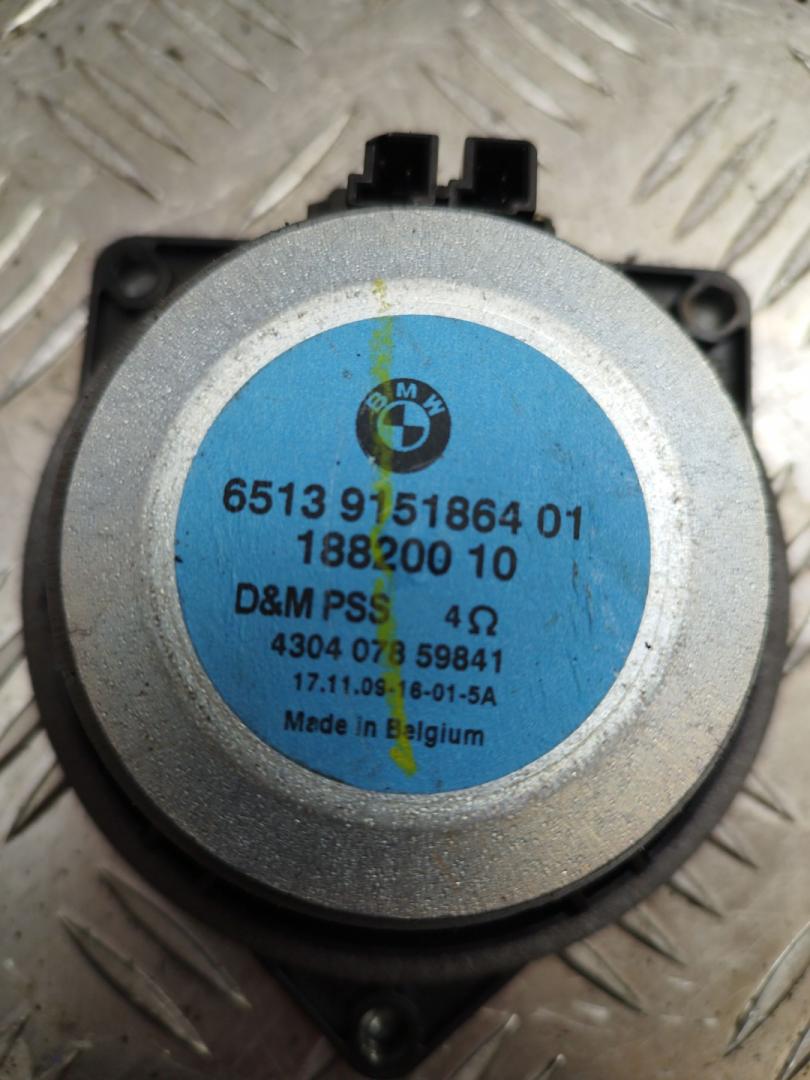 BMW
6513 9151864 01
188200 10
D&M PSS 4Ω
4304 078 59841
17.11.09-16-01-5A
Made in Belgium